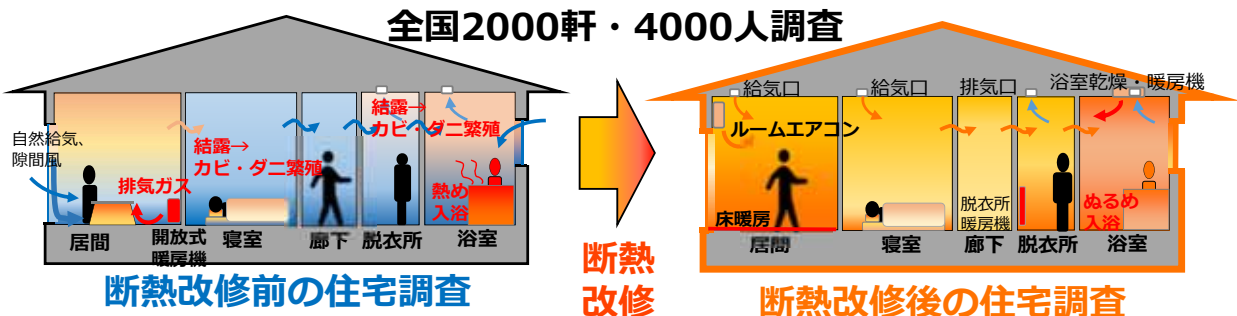 全国2000軒・4000人調査
自然給気、
隙間風
排気ガス
結露→
カビ・ダニ繁殖
結露→
カビ・ダニ繁殖
熱め
入浴
居間
開放式
暖房機
寝室
廊下
脱衣所
浴室
断熱改修前の住宅調査
断熱
改修
給気口
給気口
排気口
浴室乾燥・暖房機
ルームエアコン
床暖房
脱衣所
暖房機
ぬるめ
入浴
居間
寝室
廊下
脱衣所
浴室
断熱改修後の住宅調査